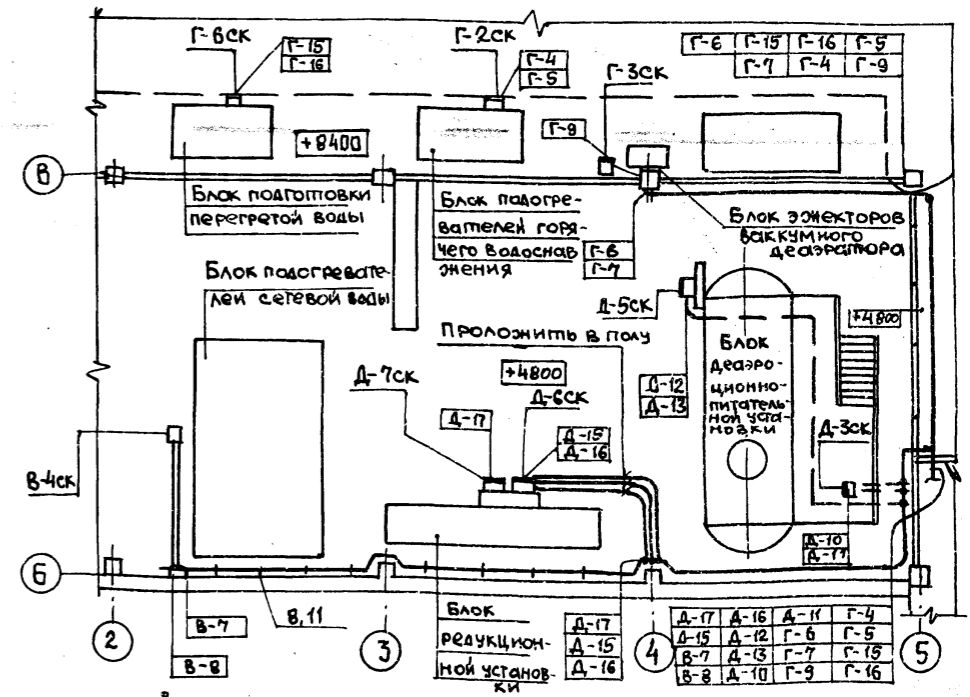 Г-6СК
Г-15
Г-16
Г-2СК
Г-4
Г-5
Г-3СК
Г-6 Г-15 Г-16 Г-5
Г-7 Г-4 Г-9
+8400
Г-9
В
Блок подготовки
перегретой воды
Блок падогре-
вателей горя-
чего водоснаб
жения
Г-6
Г-7
Блок эжекторов
ваккумного
деаэратора
Блок подогревате-
лей сетевой воды
Д-5СК
+4800
Проложить в полу
Блок
деаэро-
ционно-
питатель-
ной уста-
новки
Д-7СК
+4800
Д-6СК
Д-12
Д-13
Д-17
Д-15
Д-16
Д-3СК
В-4СК
Д-10
Д-11
Б
2
В-7
В,11
3
Блок
редукцион-
ной установ-
ки
Д-17
Д-15
Д-16
4
Д-17 Д-16 Д-11 Г-4
Д-15 Д-12 Г-6 Г-5
В-7 Д-13 Г-7 Г-15
В-8 Д-10 Г-9 Г-16
5
В-8